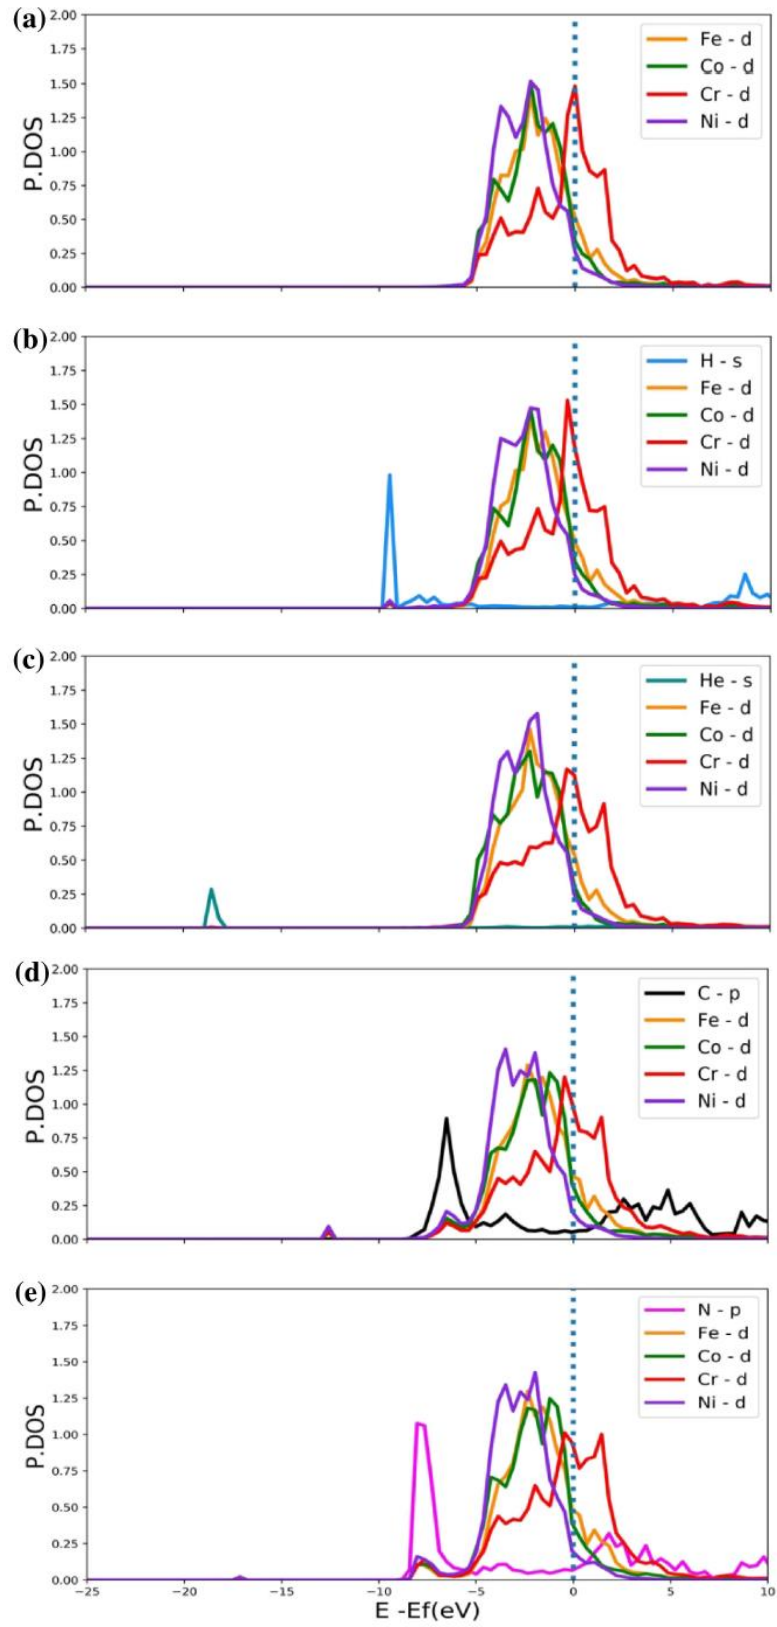 (a)
2.00
1.75
1.50
1.25
1.00
0.75
0.50
0.25
0.00
P.DOS
Fe - d
Co - d
Cr - d
Ni - d
(b)
2.00
1.75
1.50
1.25
1.00
0.75
0.50
0.25
0.00
P.DOS
H - s
Fe - d
Co - d
Cr - d
Ni - d
(c)
2.00
1.75
1.50
1.25
1.00
0.75
0.50
0.25
0.00
P.DOS
He - s
Fe - d
Co - d
Cr - d
Ni - d
(d)
2.00
1.75
1.50
1.25
1.00
0.75
0.50
0.25
0.00
P.DOS
C - p
Fe - d
Co - d
Cr - d
Ni - d
(e)
2.00
1.75
1.50
1.25
1.00
0.75
0.50
0.25
0.00
P.DOS
N - p
Fe - d
Co - d
Cr - d
Ni - d
−25 −20 −15 −10 −5 0 5 10
E -Ef(eV)